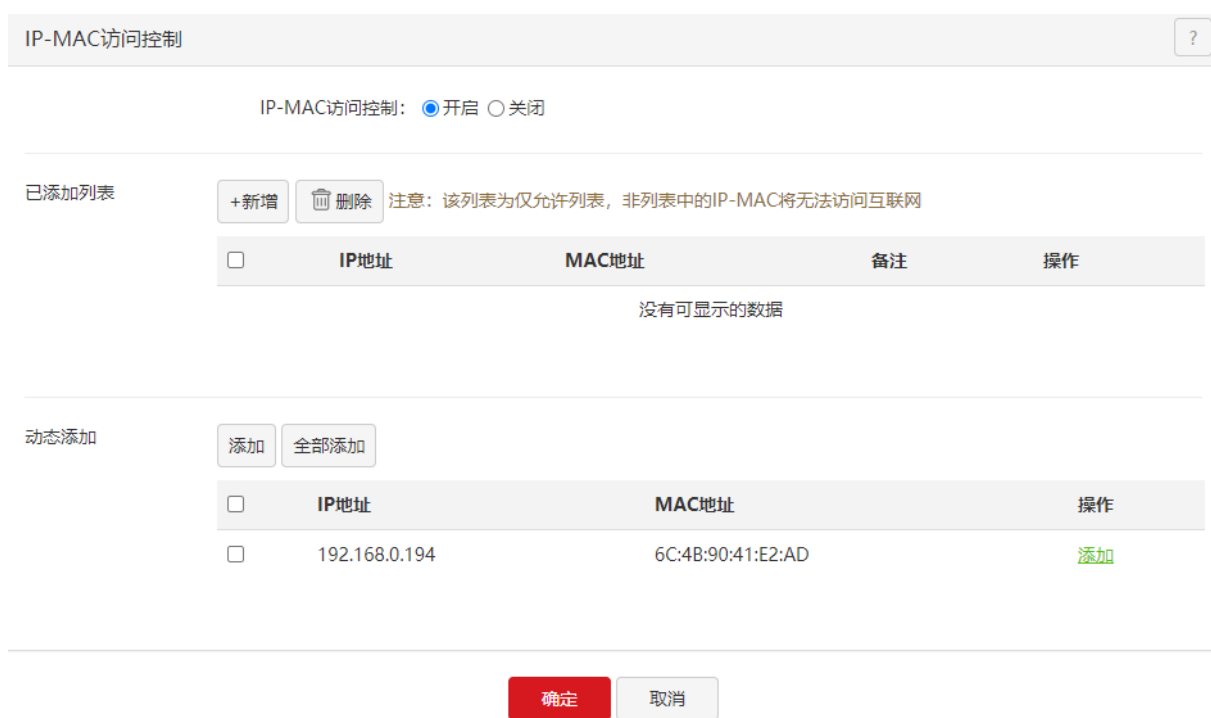 IP-MAC访问控制
?
IP-MAC访问控制： 开启 关闭
已添加列表
+新增 删除 注意：该列表为仅允许列表，非列表中的IP-MAC将无法访问互联网
IP地址 MAC地址 备注 操作
没有可显示的数据
动态添加
添加 全部添加
IP地址 MAC地址 操作
192.168.0.194 6C:4B:90:41:E2:AD 添加
确定 取消